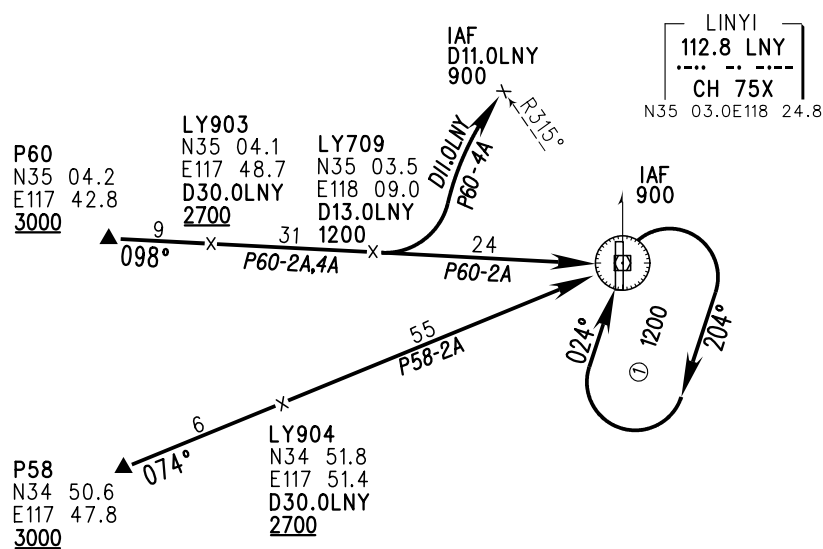 LINYI
112.8 LNY
CH 75X
N35 03.0E118 24.8
IAF
D11.0LNY
900
R315°
D11.0LNY
P60-4A
LY903
N35 04.1
E117 48.7
D30.0LNY
2700
LY709
N35 03.5
E118 09.0
D13.0LNY
1200
P60
N35 04.2
E117 42.8
3000
IAF
900
9
098°
31
P60-2A,4A
24
P60-2A
55
P58-2A
024°
1200
204°
1
6
074°
LY904
N34 51.8
E117 51.4
D30.0LNY
2700
P58
N34 50.6
E117 47.8
3000